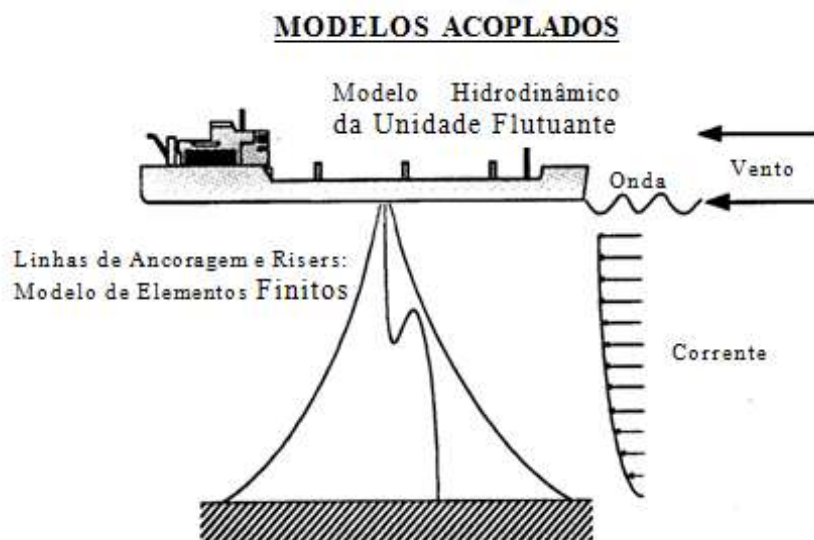 MODELOS ACOPLADOS
Modelo Hidrodinâmico
da Unidade Flutuante
Vento
Onda
Linhas de Ancoragem e Risers:
Modelo de Elementos Finitos
Corrente